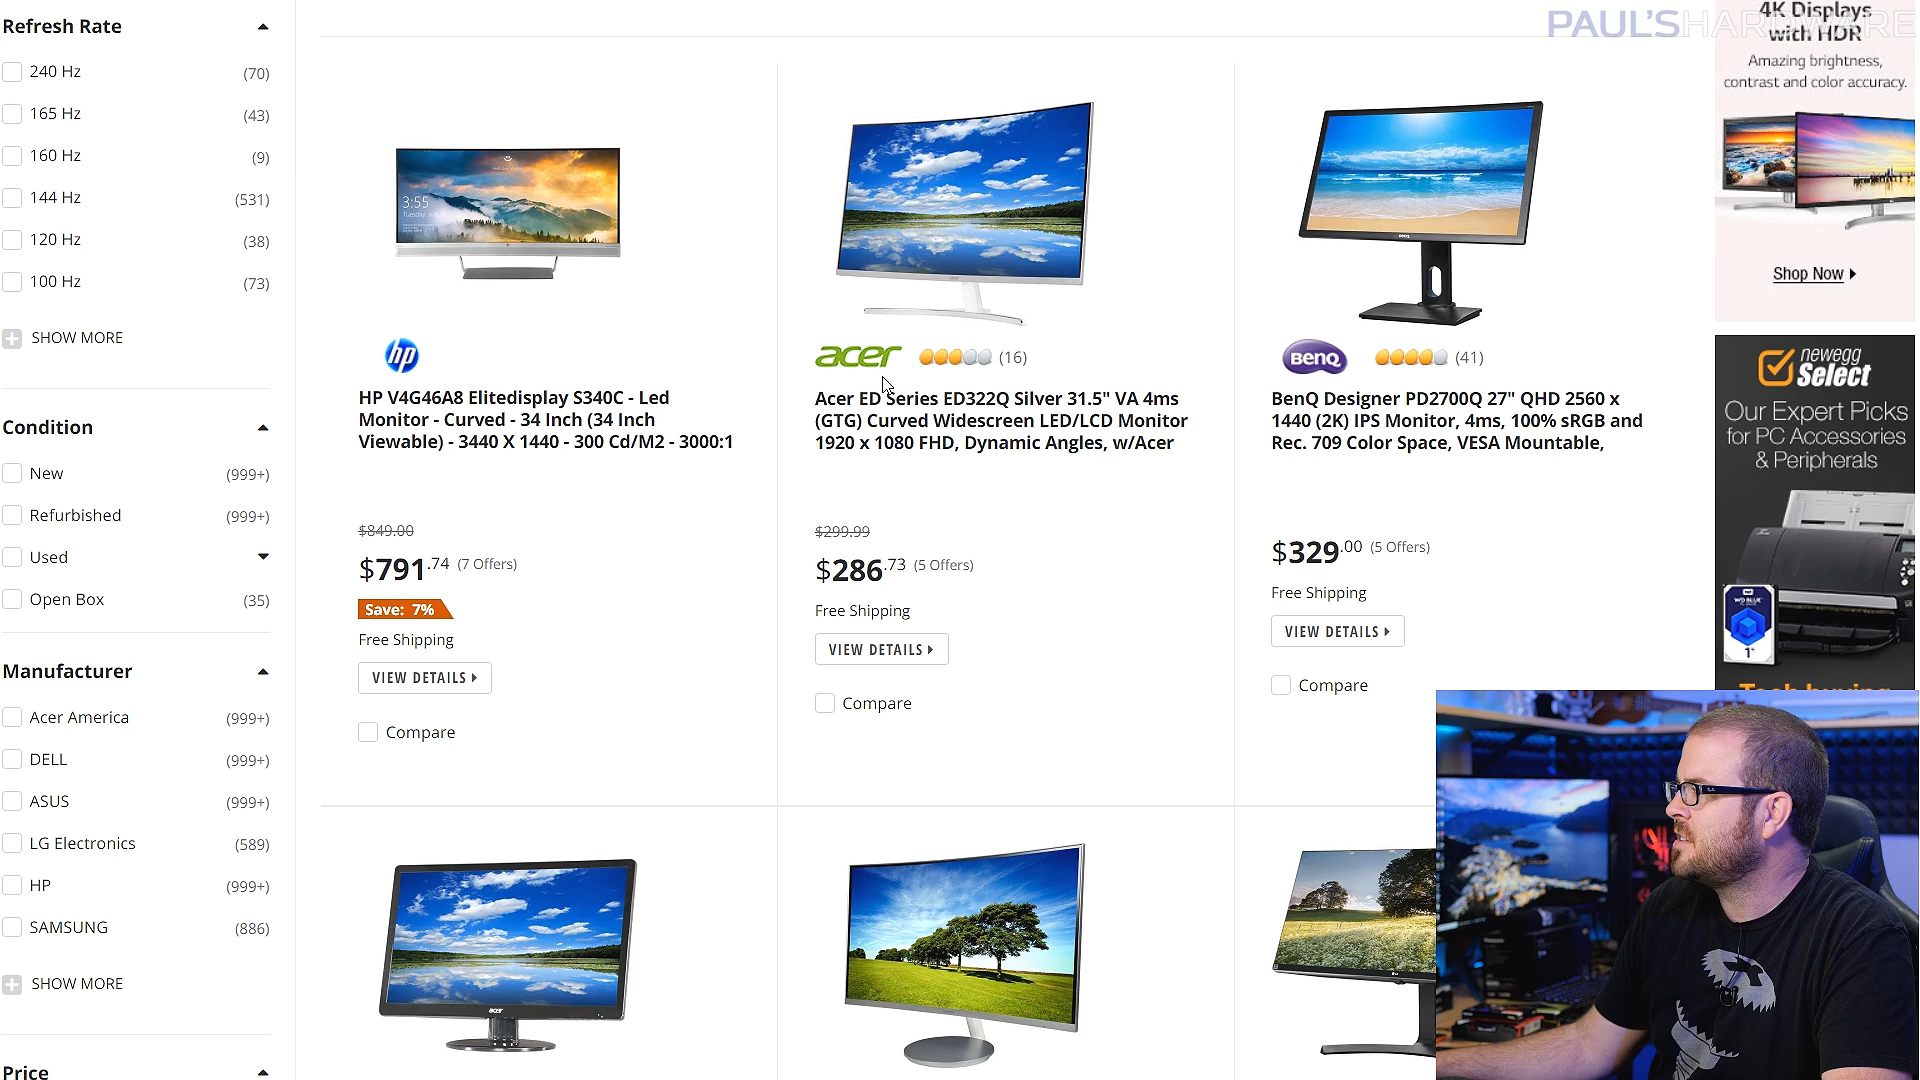 Refresh Rate
240 Hz (70)
165 Hz (43)
160 Hz (9)
144 Hz (531)
120 Hz (38)
100 Hz (73)
SHOW MORE
Condition
New (999+)
Refurbished (999+)
Used
Open Box (35)
Manufacturer
Acer America (999+)
DELL (999+)
ASUS (999+)
LG Electronics (589)
HP (999+)
SAMSUNG (886)
SHOW MORE
Price
3:55
hp
HP V4G46A8 Elitedisplay S340C - Led
Monitor - Curved - 34 Inch (34 Inch
Viewable) - 3440 X 1440 - 300 Cd/M2 - 3000:1
$849.00
$791.74 (7 Offers)
Save: 7%
Free Shipping
VIEW DETAILS
Compare
acer (16)
Acer ED Series ED322Q Silver 31.5" VA 4ms
(GTG) Curved Widescreen LED/LCD Monitor
1920 x 1080 FHD, Dynamic Angles, w/Acer
$299.99
$286.73 (5 Offers)
Free Shipping
VIEW DETAILS
Compare
BenQ (41)
BenQ Designer PD2700Q 27" QHD 2560 x
1440 (2K) IPS Monitor, 4ms, 100% sRGB and
Rec. 709 Color Space, VESA Mountable,
$329.00 (5 Offers)
Free Shipping
VIEW DETAILS
Compare
acer
PAUL'SHARDWARE
4K Displays
with HDR
Amazing brightness,
contrast and color accuracy.
Shop Now
newegg
Select
Our Expert Picks
for PC Accessories
& Peripherals
WD BLUE
Tech buying